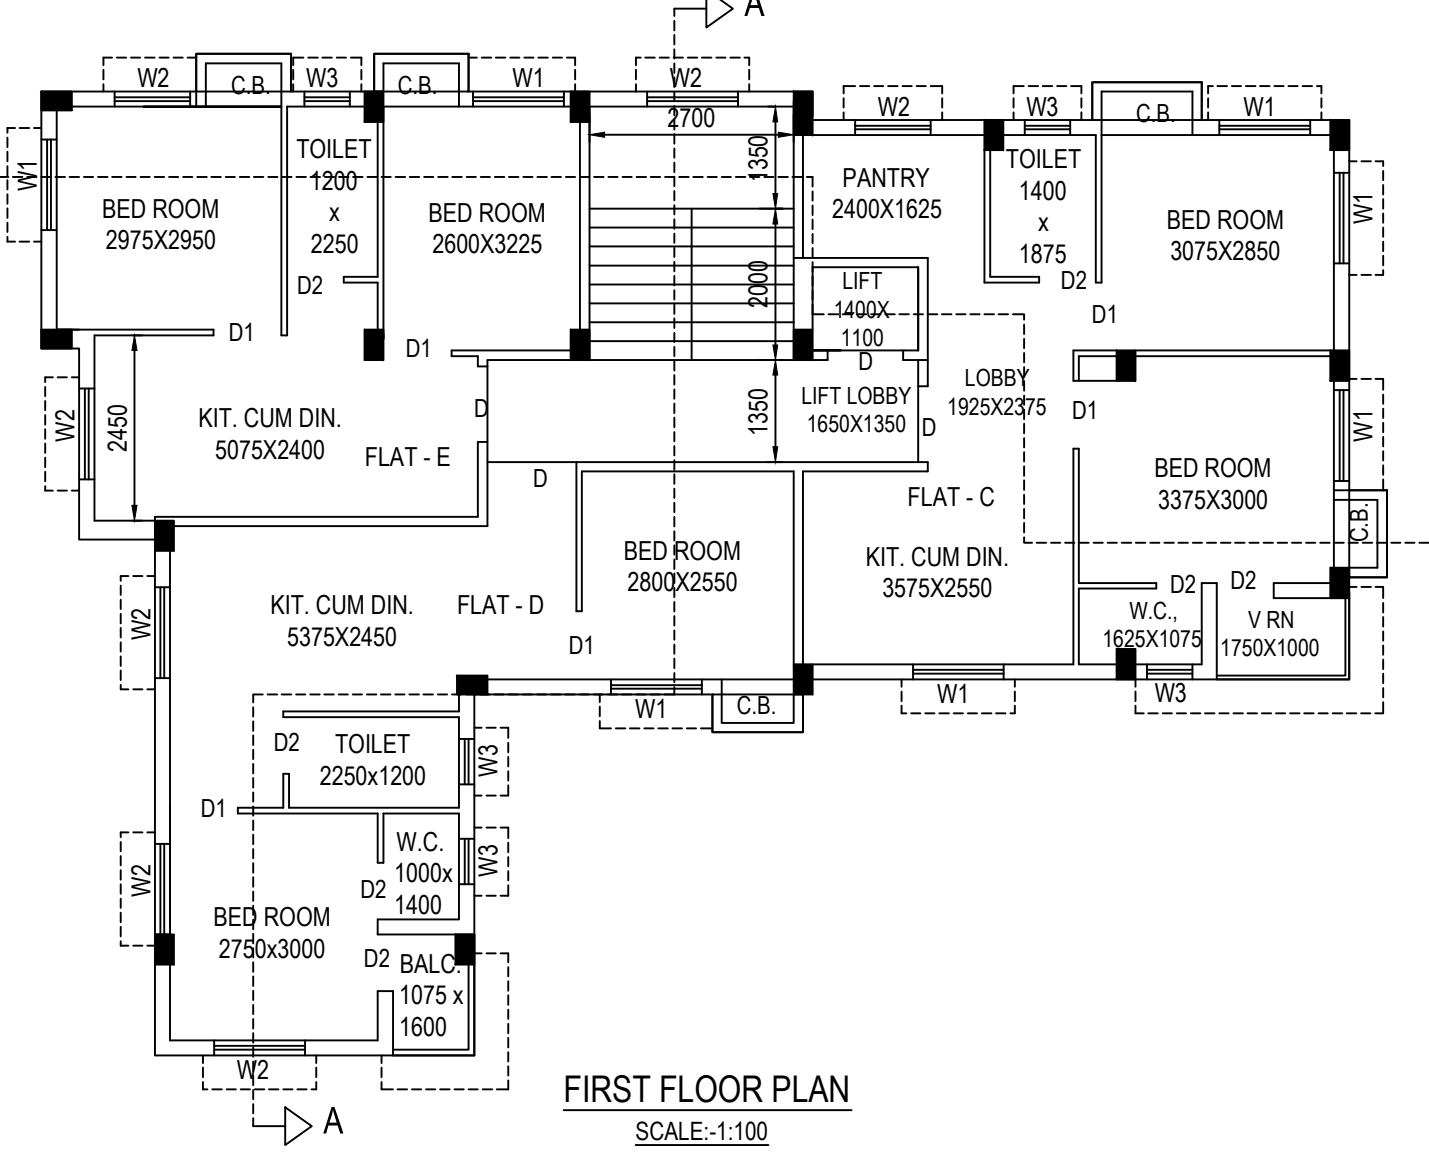 A
W2
C.B.
W3
C.B.
W1
W2
W2
W3
C.B.
W1
2700
1350
W1
TOILET
1200
x
2250
BED ROOM
2975X2950
BED ROOM
2600X3225
PANTRY
2400X1625
TOILET
1400
x
1875
BED ROOM
3075X2850
W1
D2
D2
2000
LIFT
1400X
1100
D1
D1
D1
D
W2
2450
KIT. CUM DIN.
5075X2400
FLAT - E
D
1350
LIFT LOBBY
1650X1350
D
LOBBY
1925X2375
D1
W1
D
BED ROOM
3375X3000
FLAT - C
C.B.
BED ROOM
2800X2550
KIT. CUM DIN.
3575X2550
W2
KIT. CUM DIN.
5375X2450
FLAT - D
D1
D2
D2
W.C.,
1625X1075
V RN
1750X1000
W1
C.B.
W1
W3
D2
TOILET
2250x1200
W3
D1
W2
W.C.
1000x
1400
W3
D2
BED ROOM
2750x3000
D2
BALC.
1075 x
1600
W2
A
FIRST FLOOR PLAN
SCALE:-1:100